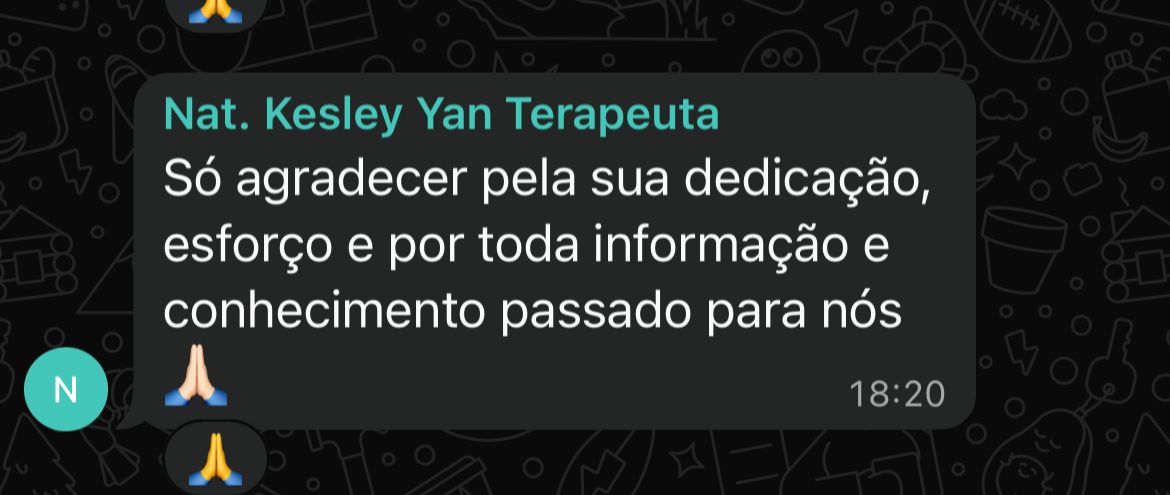 Nat. Kesley Yan Terapeuta
Só agradecer pela sua dedicação,
esforço e por toda informação e
conhecimento passado para nós
🙏🏻
18:20
N
🙏